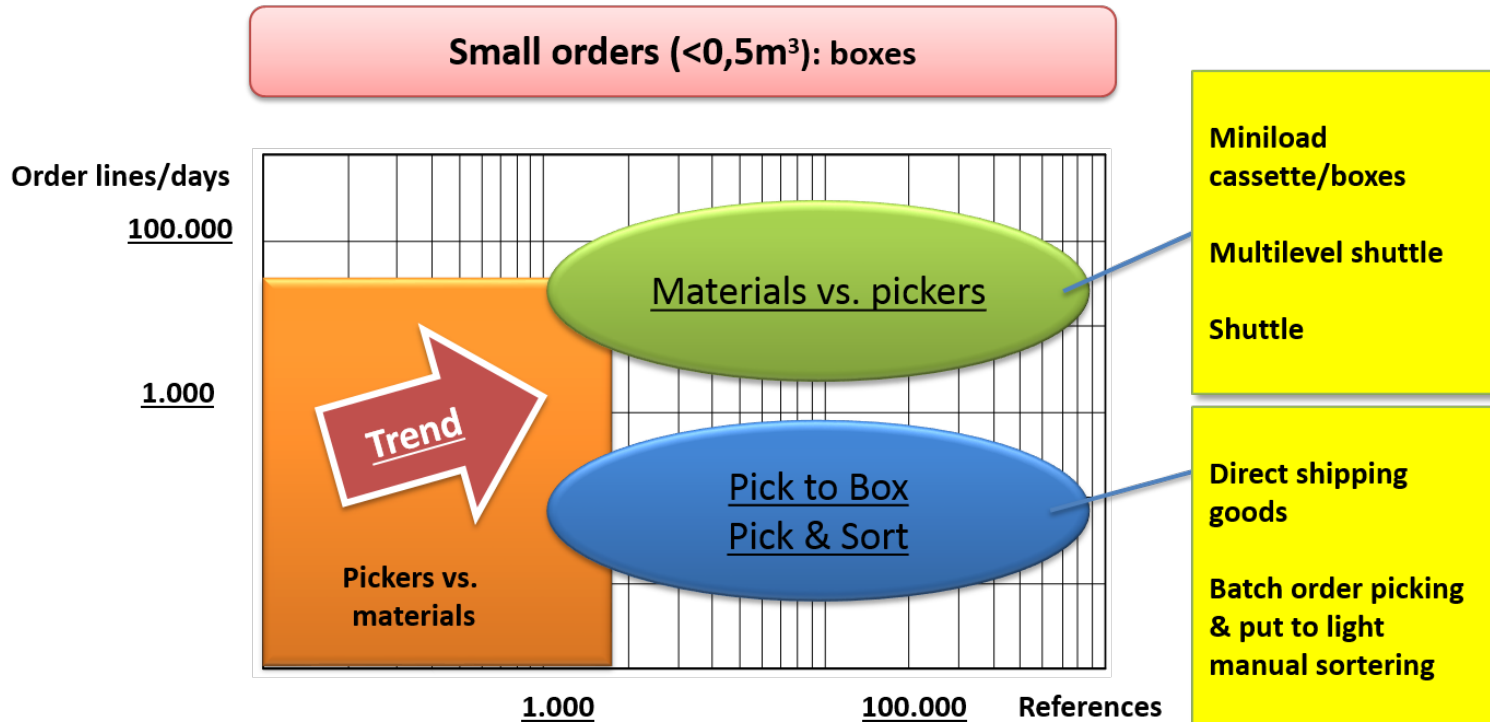 Small orders (<0,5m³): boxes
Order lines/days
100.000
1.000
Materials vs. pickers
Trend
Pick to Box
Pick & Sort
Pickers vs.
materials
1.000
100.000
References
Miniload
cassette/boxes
Multilevel shuttle
Shuttle
Direct shipping
goods
Batch order picking
& put to light
manual sortering